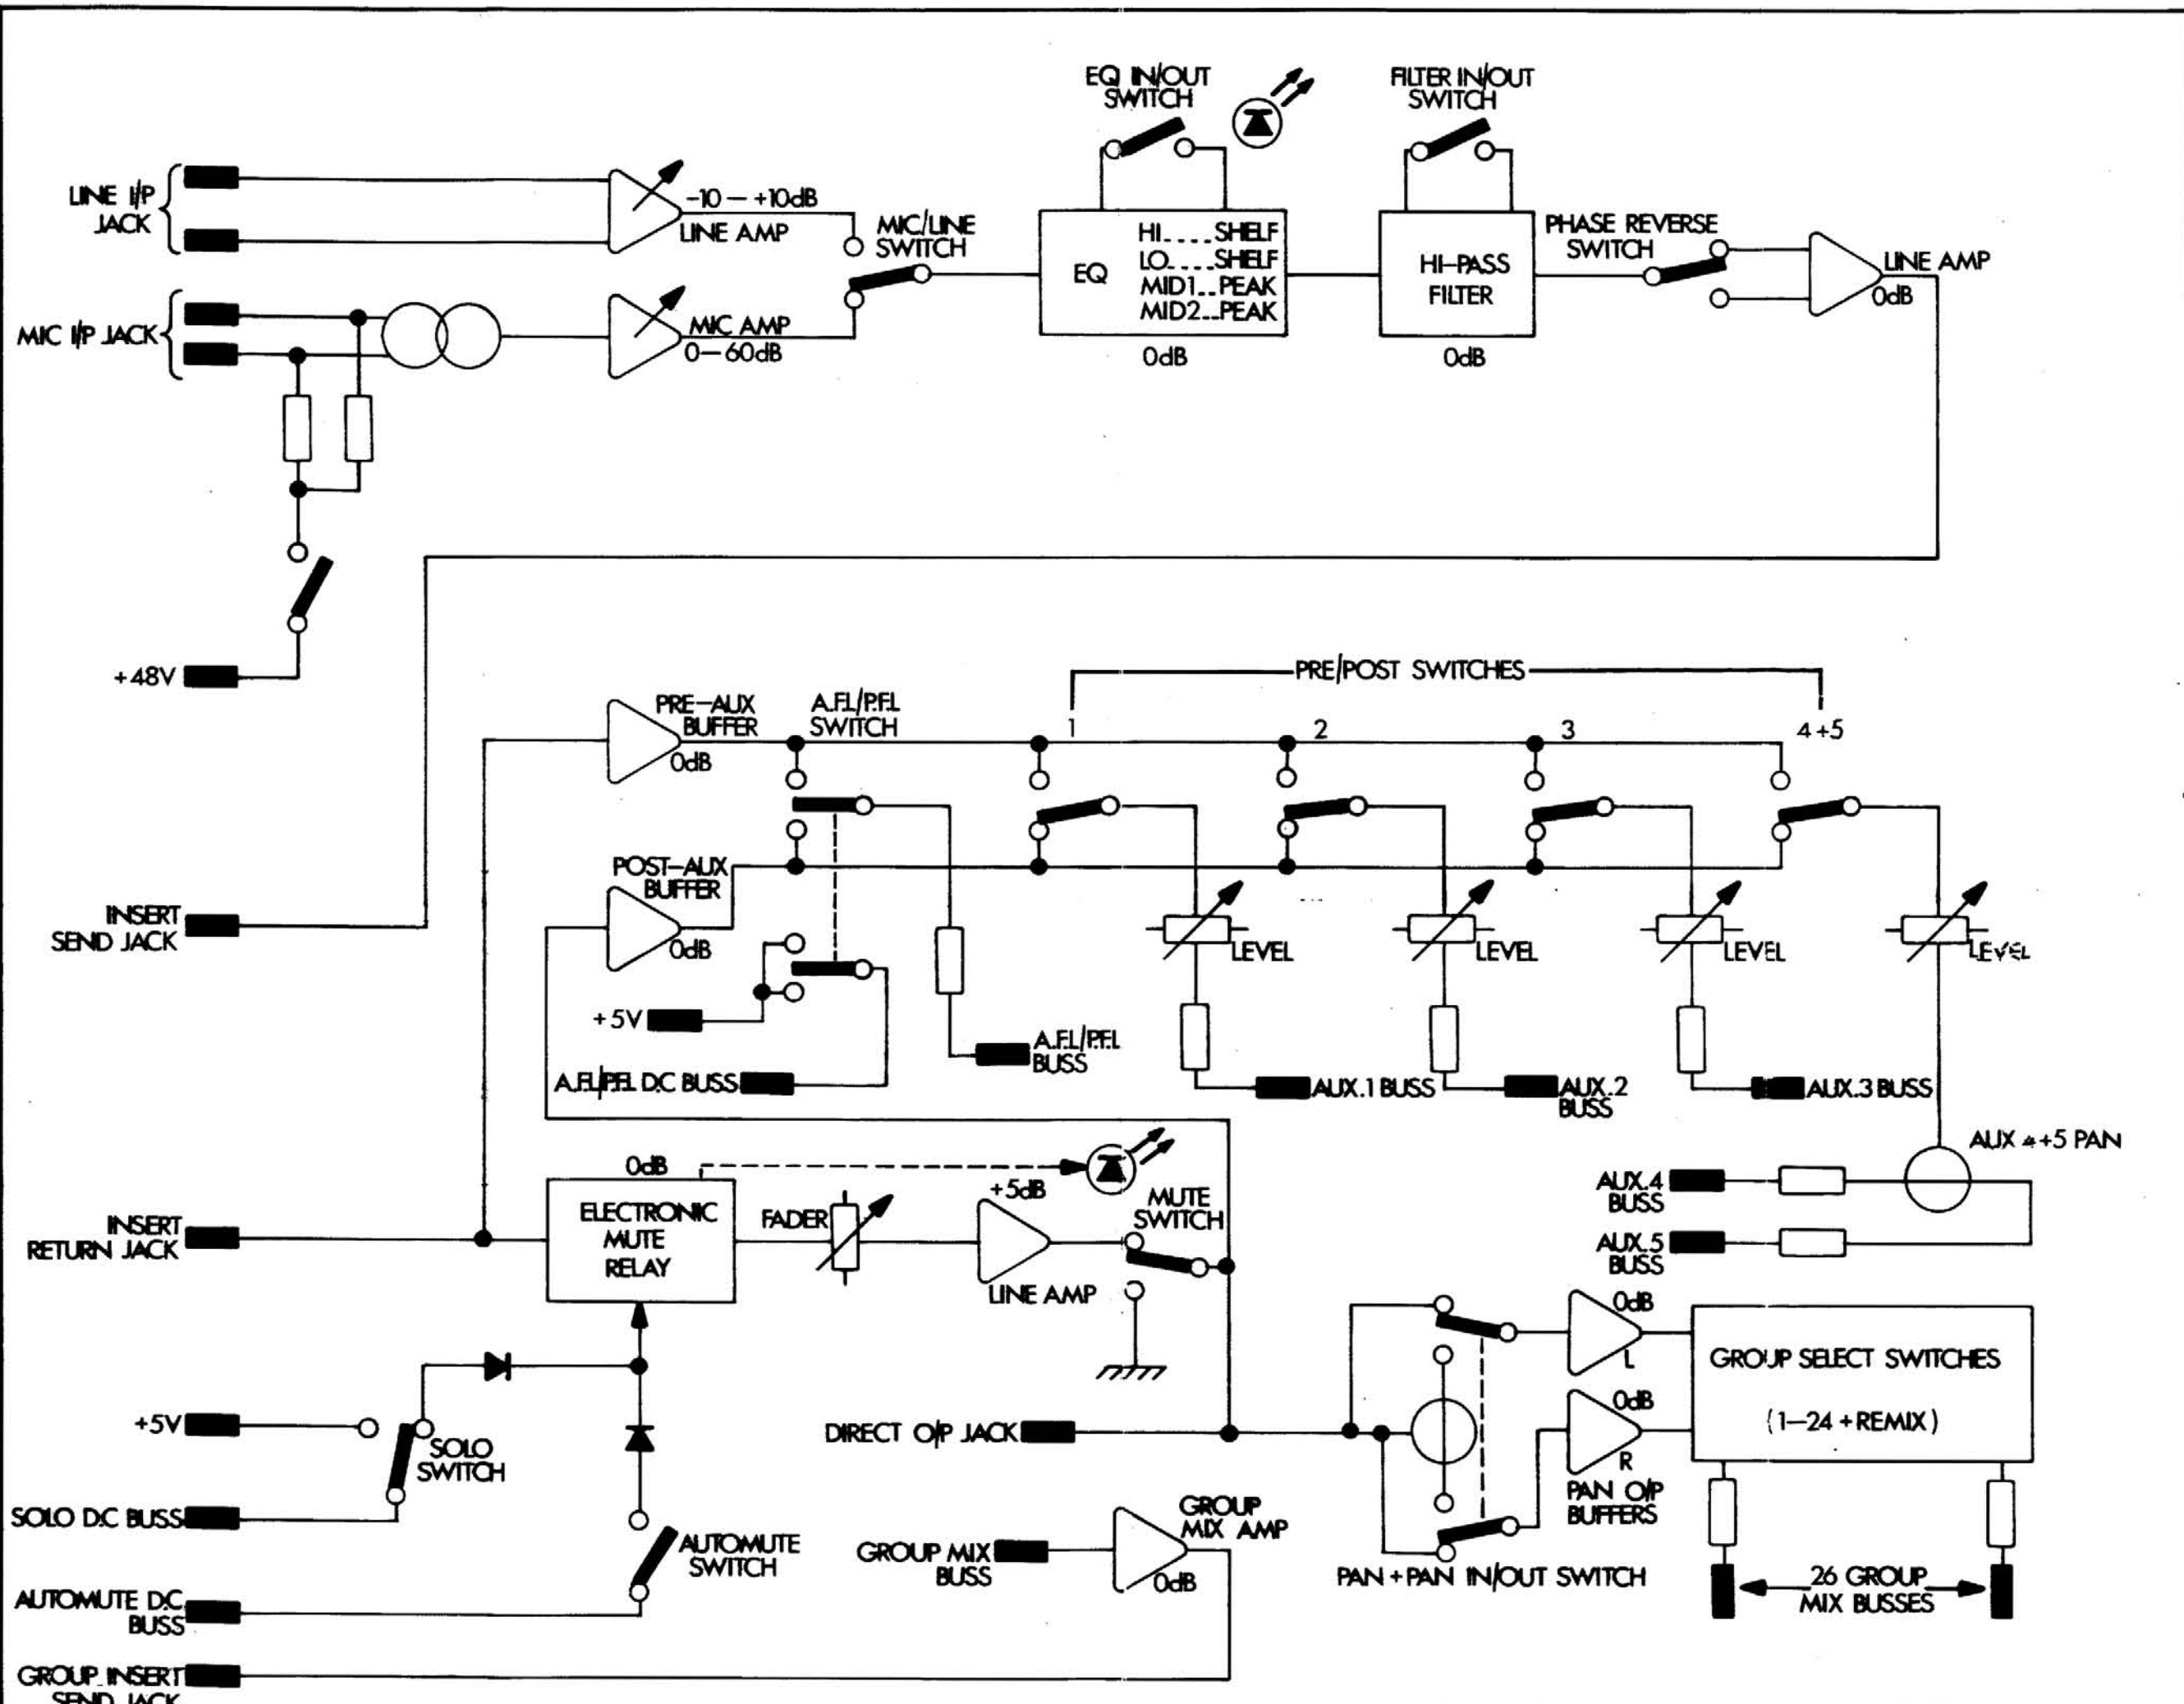 EQ IN/OUT
SWITCH
FILTER IN/OUT
SWITCH
LINE I/P
JACK
-10 — +10dB
LINE AMP
MIC/LINE
SWITCH
MIC I/P JACK
MIC AMP
0—60dB
EQ
HI....SHELF
LO....SHELF
MID1..PEAK
MID2..PEAK
0dB
HI-PASS
FILTER
0dB
PHASE REVERSE
SWITCH
LINE AMP
0dB
+48V
PRE/POST SWITCHES
PRE-AUX
BUFFER
0dB
A.F.L/P.F.L
SWITCH
1
2
3
4+5
POST-AUX
BUFFER
0dB
INSERT
SEND JACK
LEVEL
LEVEL
LEVEL
LEVEL
+5V
A.F.L/P.F.L
BUSS
A.F.L/P.F.L D.C BUSS
AUX.1 BUSS
AUX.2
BUSS
AUX.3 BUSS
AUX 4+5 PAN
AUX.4
BUSS
AUX.5
BUSS
0dB
ELECTRONIC
MUTE
RELAY
FADER
+5dB
LINE AMP
MUTE
SWITCH
INSERT
RETURN JACK
+5V
SOLO
SWITCH
SOLO D.C BUSS
AUTOMUTE
SWITCH
AUTOMUTE D.C
BUSS
DIRECT O/P JACK
0dB
L
0dB
R
PAN O/P
BUFFERS
GROUP SELECT SWITCHES
(1—24 + REMIX)
GROUP MIX
BUSS
GROUP
MIX AMP
0dB
PAN + PAN IN/OUT SWITCH
26 GROUP
MIX BUSSES
GROUP INSERT
SEND JACK